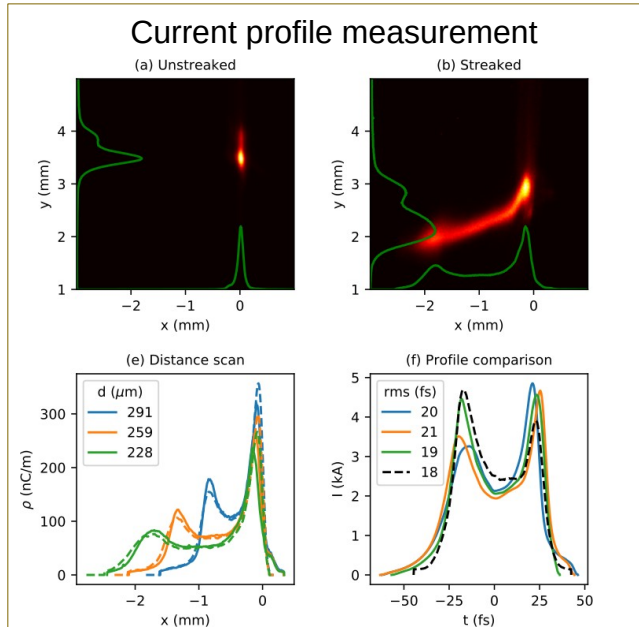 Current profile measurement
(a) Unstreaked
(b) Streaked
y (mm)
4
3
2
1
−2
−1
0
x (mm)
y (mm)
4
3
2
1
−2
−1
0
x (mm)
(e) Distance scan
(f) Profile comparison
ρ (nC/m)
300
200
100
0
d (μm)
291
259
228
−3
−2
−1
0
x (mm)
I (kA)
5
4
3
2
1
0
rms (fs)
20
21
19
18
−50
−25
0
25
50
t (fs)